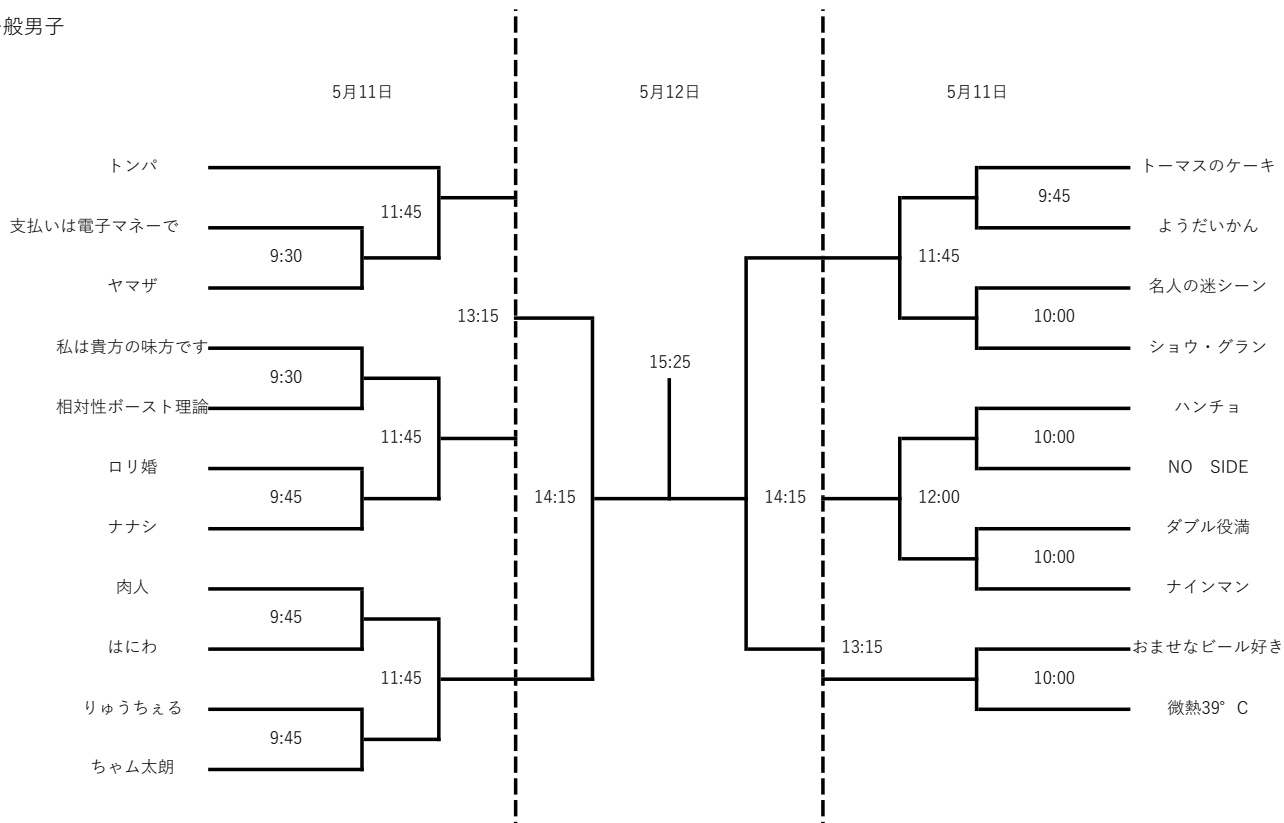 般男子
5月11日
5月12日
5月11日
トンパ
支払いは電子マネーで
ヤマザ
私は貴方の味方です
相対性ボースト理論
ロリ婚
ナナシ
肉人
はにわ
りゅうちぇる
ちゃム太朗
9:30
9:30
9:45
9:45
9:45
11:45
11:45
11:45
13:15
14:15
15:25
14:15
13:15
11:45
12:00
9:45
10:00
10:00
10:00
10:00
トーマスのケーキ
ようだいかん
名人の迷シーン
ショウ・グラン
ハンチョ
NO　SIDE
ダブル役満
ナインマン
おませなビール好き
微熱39°C